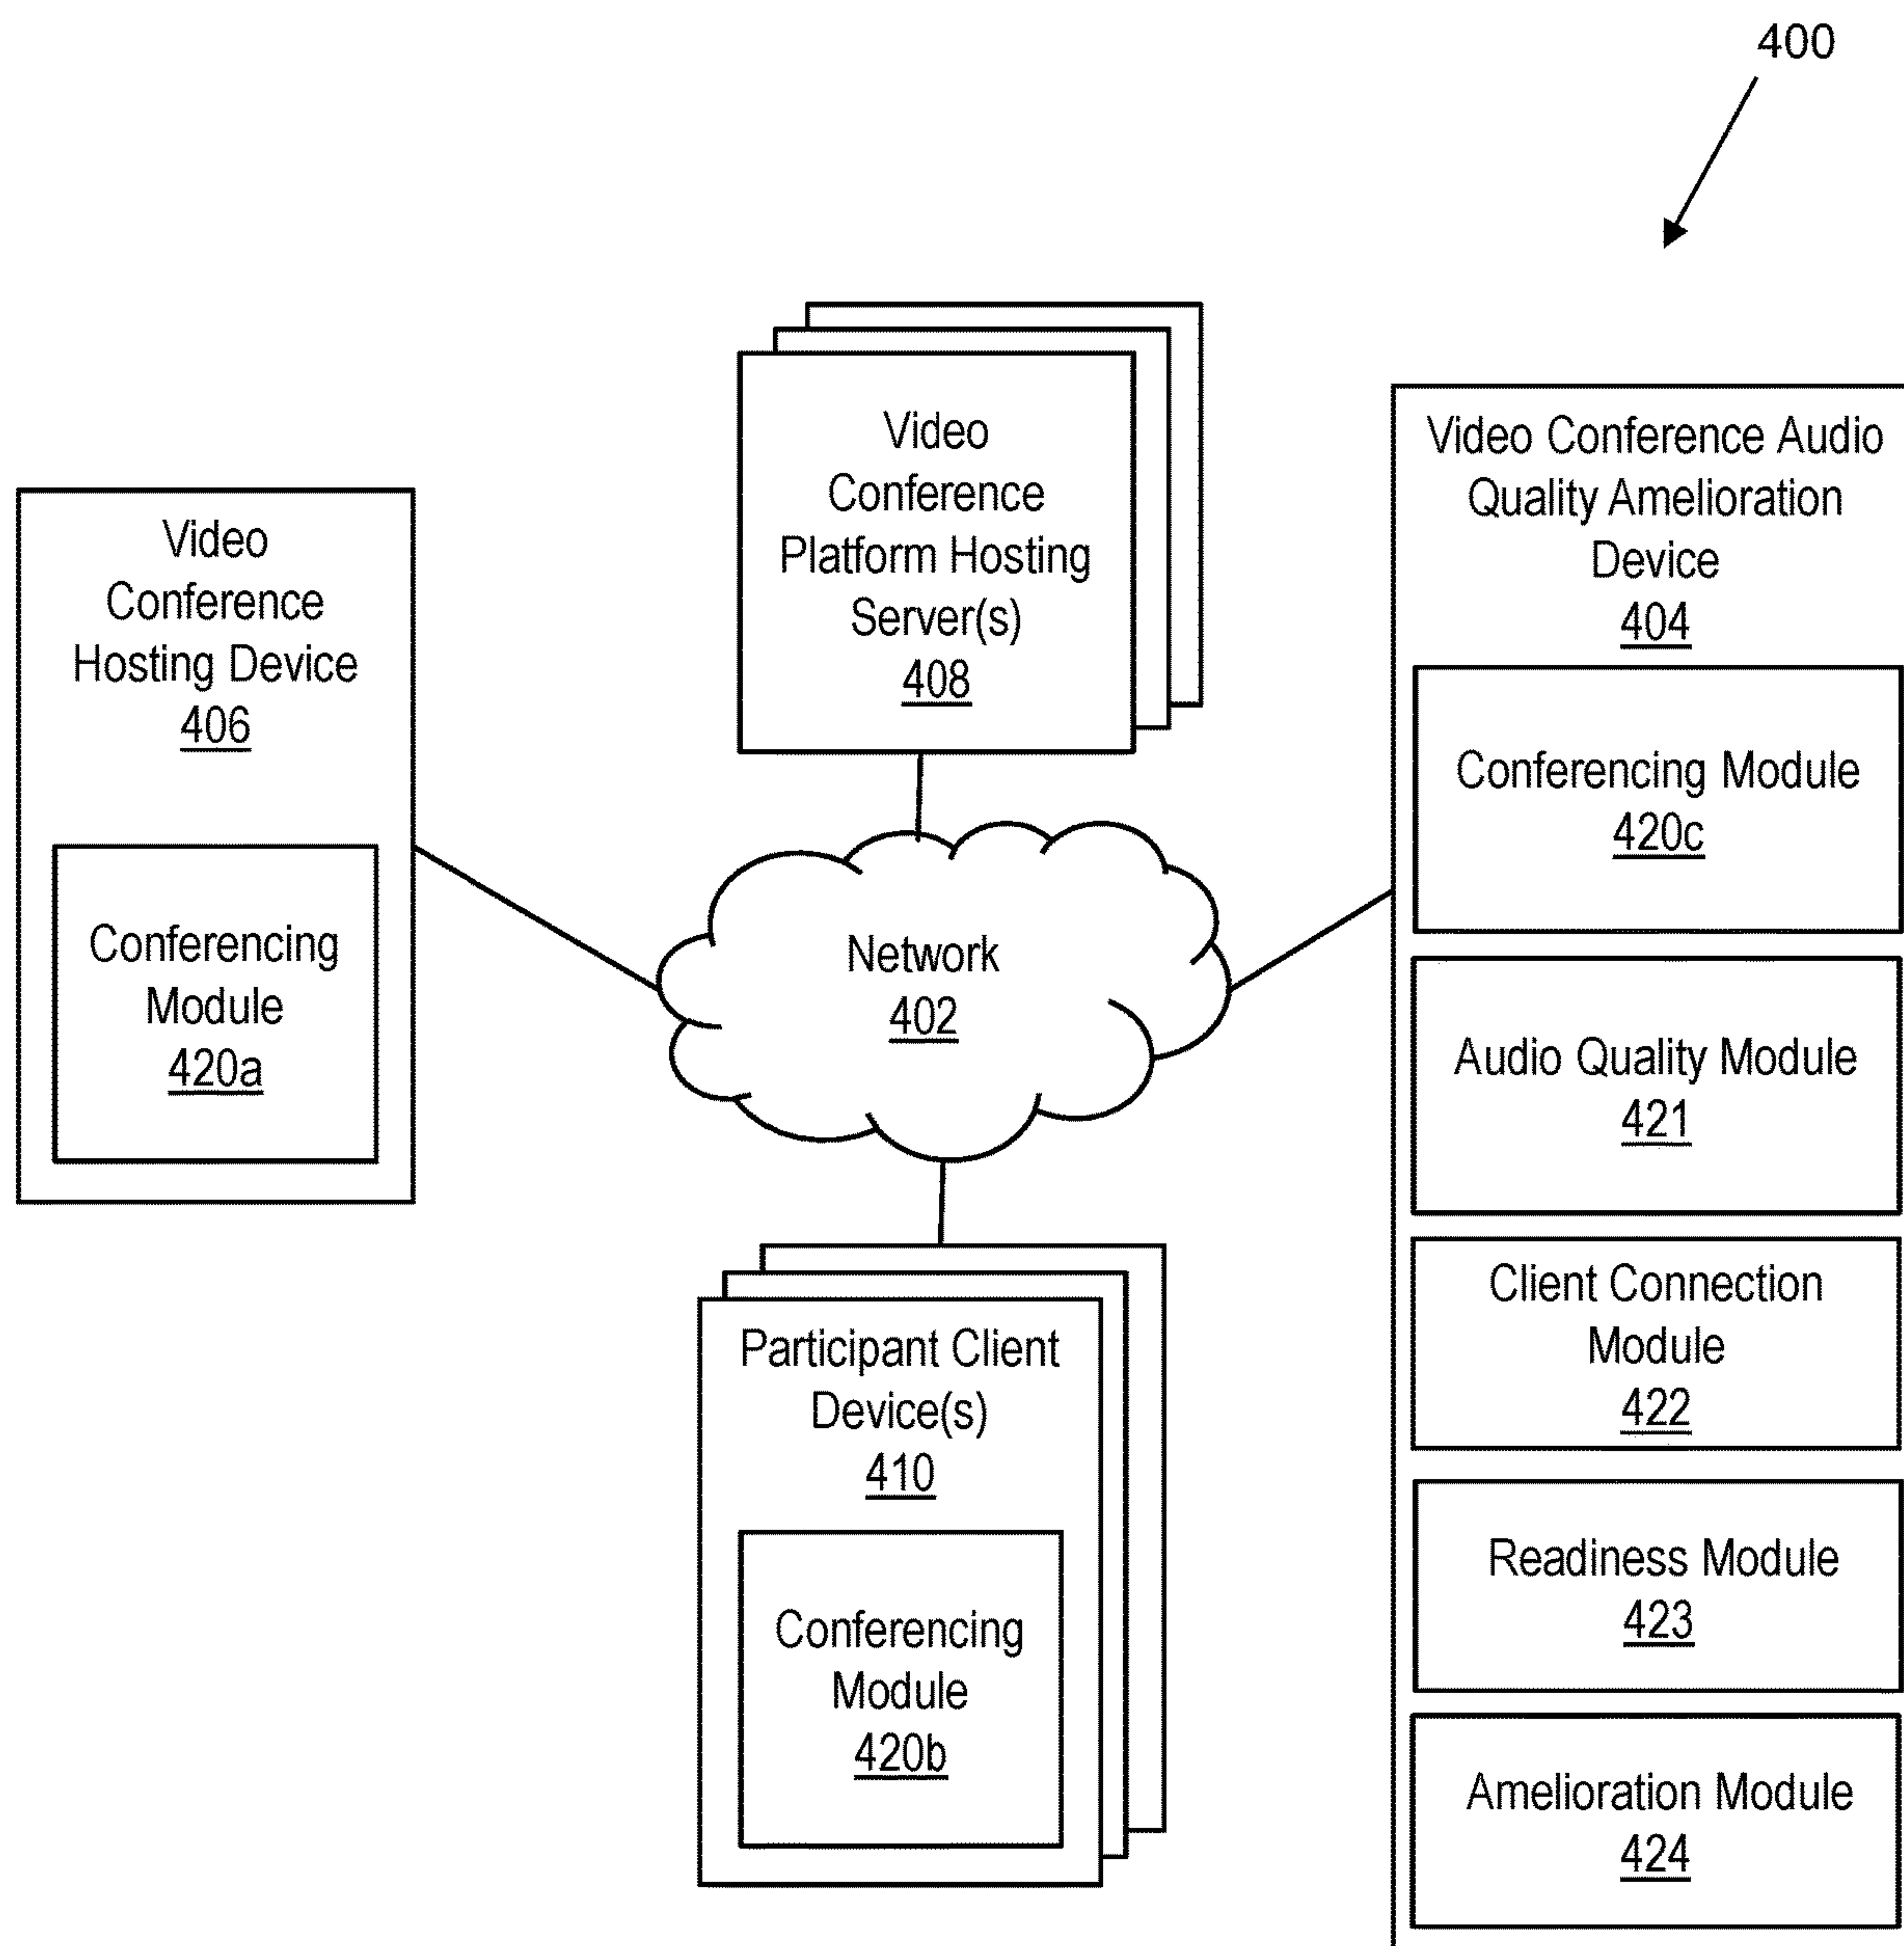 400
Video
Conference
Platform Hosting
Server(s)
408
Video
Conference
Hosting Device
406
Conferencing
Module
420a
Network
402
Participant Client
Device(s)
410
Conferencing
Module
420b
Video Conference Audio
Quality Amelioration
Device
404
Conferencing Module
420c
Audio Quality Module
421
Client Connection
Module
422
Readiness Module
423
Amelioration Module
424